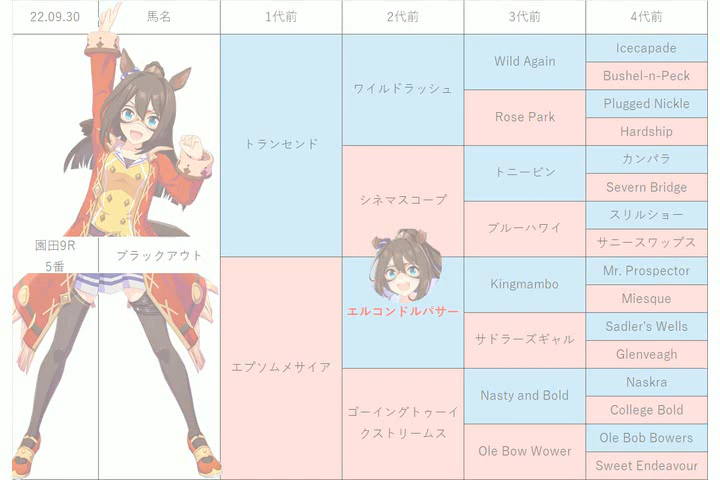 22.09.30 馬名 1代前 2代前 3代前 4代前
園田9R
5番
ブラックアウト
トランセンド
エプソムメサイア
ワイルドラッシュ
シネマスコープ
エルコンドルパサー
ゴーイングトゥーイ
クストリームス
Wild Again
Rose Park
トニービン
ブルーハワイ
Kingmambo
サドラーズギャル
Nasty and Bold
Ole Bow Wower
Icecapade
Bushel-n-Peck
Plugged Nickle
Hardship
カンパラ
Severn Bridge
スリルショー
サニースワップス
Mr. Prospector
Miesque
Sadler's Wells
Glenveagh
Naskra
College Bold
Ole Bob Bowers
Sweet Endeavour